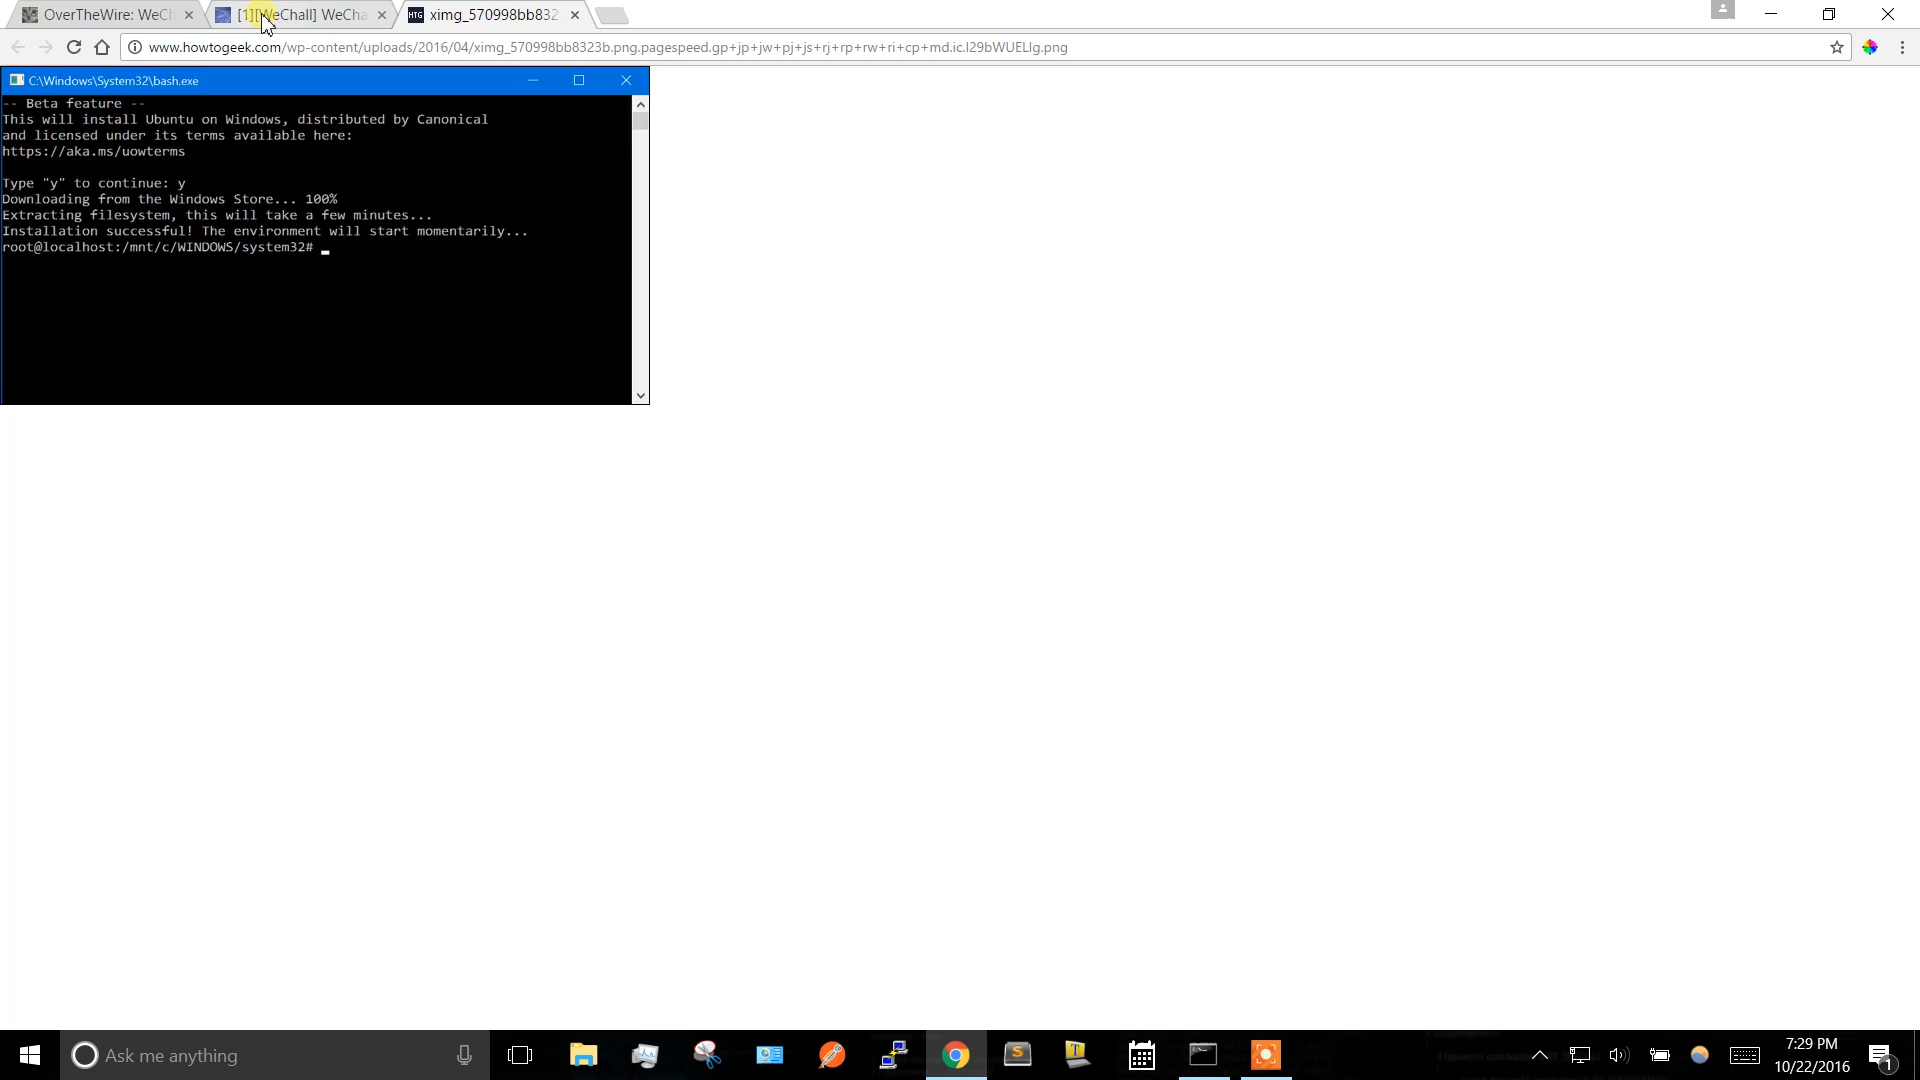 OverTheWire: WeCh
[1][WeChall] WeCha
HTG
ximg_570998bb832
www.howtogeek.com/wp-content/uploads/2016/04/ximg_570998bb8323b.png.pagespeed.gp+jp+jw+pj+js+rj+rp+rw+ri+cp+md.ic.I29bWUELIg.png
C:\Windows\System32\bash.exe
-- Beta feature --
This will install Ubuntu on Windows, distributed by Canonical
and licensed under its terms available here:
https://aka.ms/uowterms
Type "y" to continue: y
Downloading from the Windows Store... 100%
Extracting filesystem, this will take a few minutes...
Installation successful! The environment will start momentarily...
root@localhost:/mnt/c/WINDOWS/system32#
Ask me anything
7:29 PM
10/22/2016
1